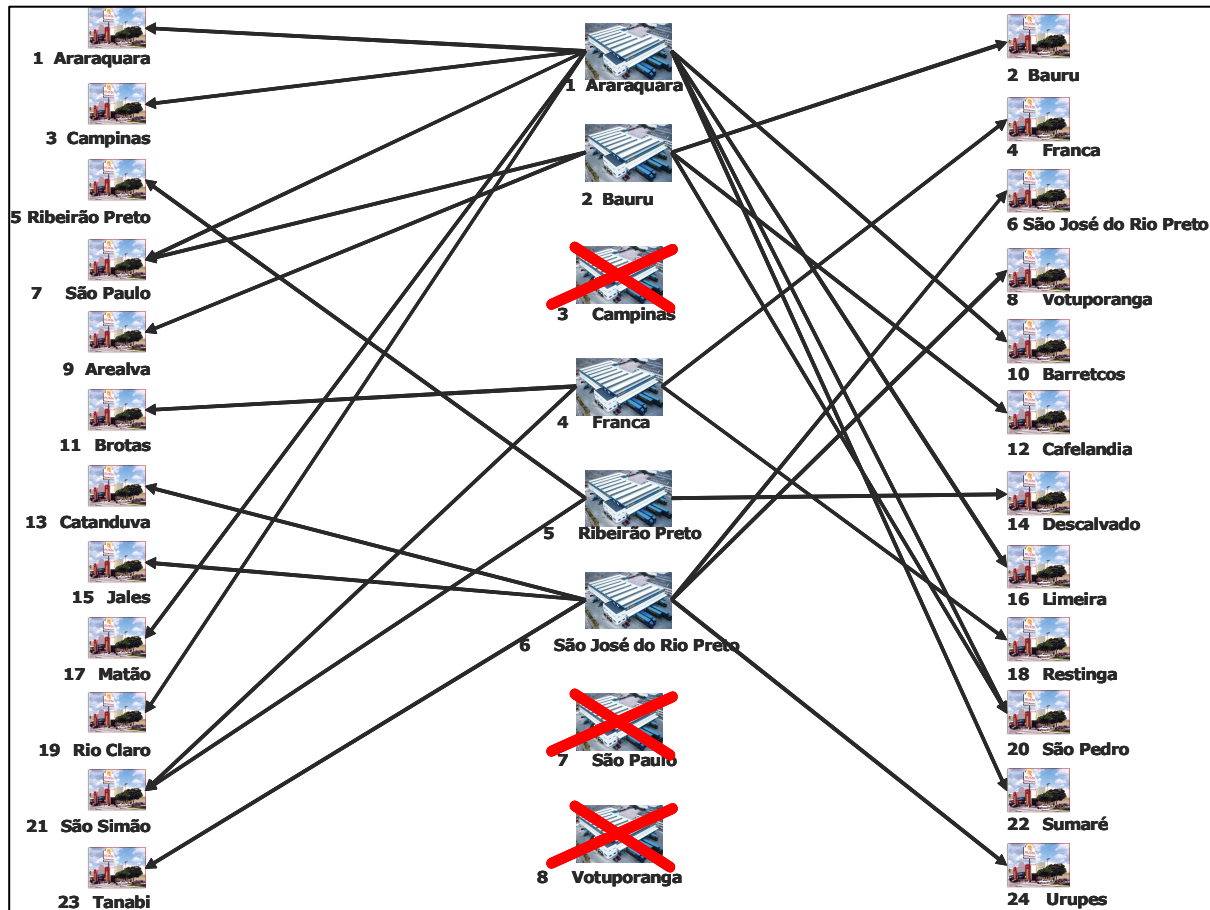 1 Araraquara
3 Campinas
5 Ribeirão Preto
7 São Paulo
9 Arealva
11 Brotas
13 Catanduva
15 Jales
17 Matão
19 Rio Claro
21 São Simão
23 Tanabi
1 Araraquara
2 Bauru
3 Campinas
4 Franca
5 Ribeirão Preto
6 São José do Rio Preto
7 São Paulo
8 Votuporanga
2 Bauru
4 Franca
6 São José do Rio Preto
8 Votuporanga
10 Barretcos
12 Cafelandia
14 Descalvado
16 Limeira
18 Restinga
20 São Pedro
22 Sumaré
24 Urupes